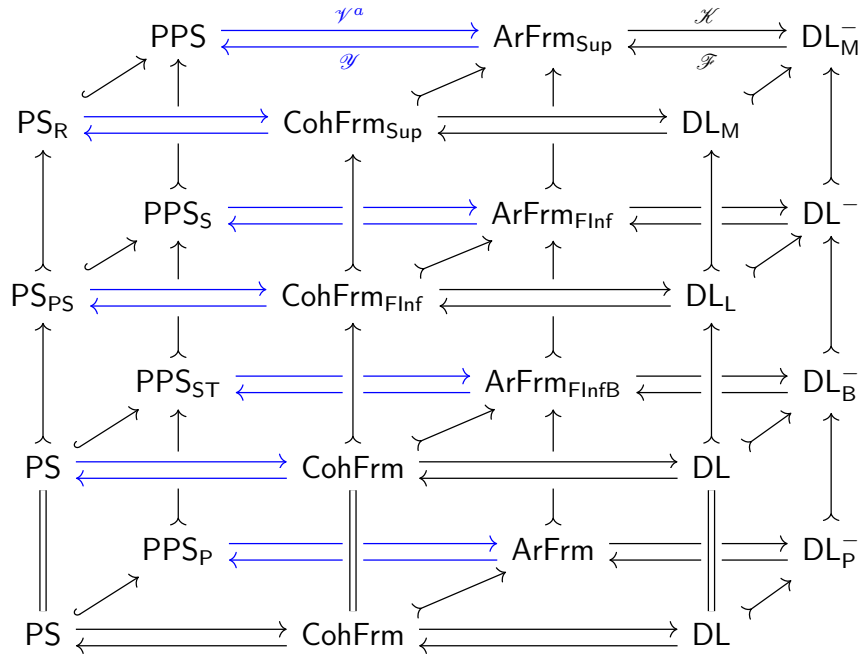 𝒱ᵃ 𝒦
PPS ArFrm_Sup DL⁻_M
𝒴 ℱ
PS_R CohFrm_Sup DL_M
PPS_S ArFrm_FInf DL⁻
PS_PS CohFrm_FInf DL_L
PPS_ST ArFrm_FInfB DL⁻_B
PS CohFrm DL
PPS_P ArFrm DL⁻_P
PS CohFrm DL